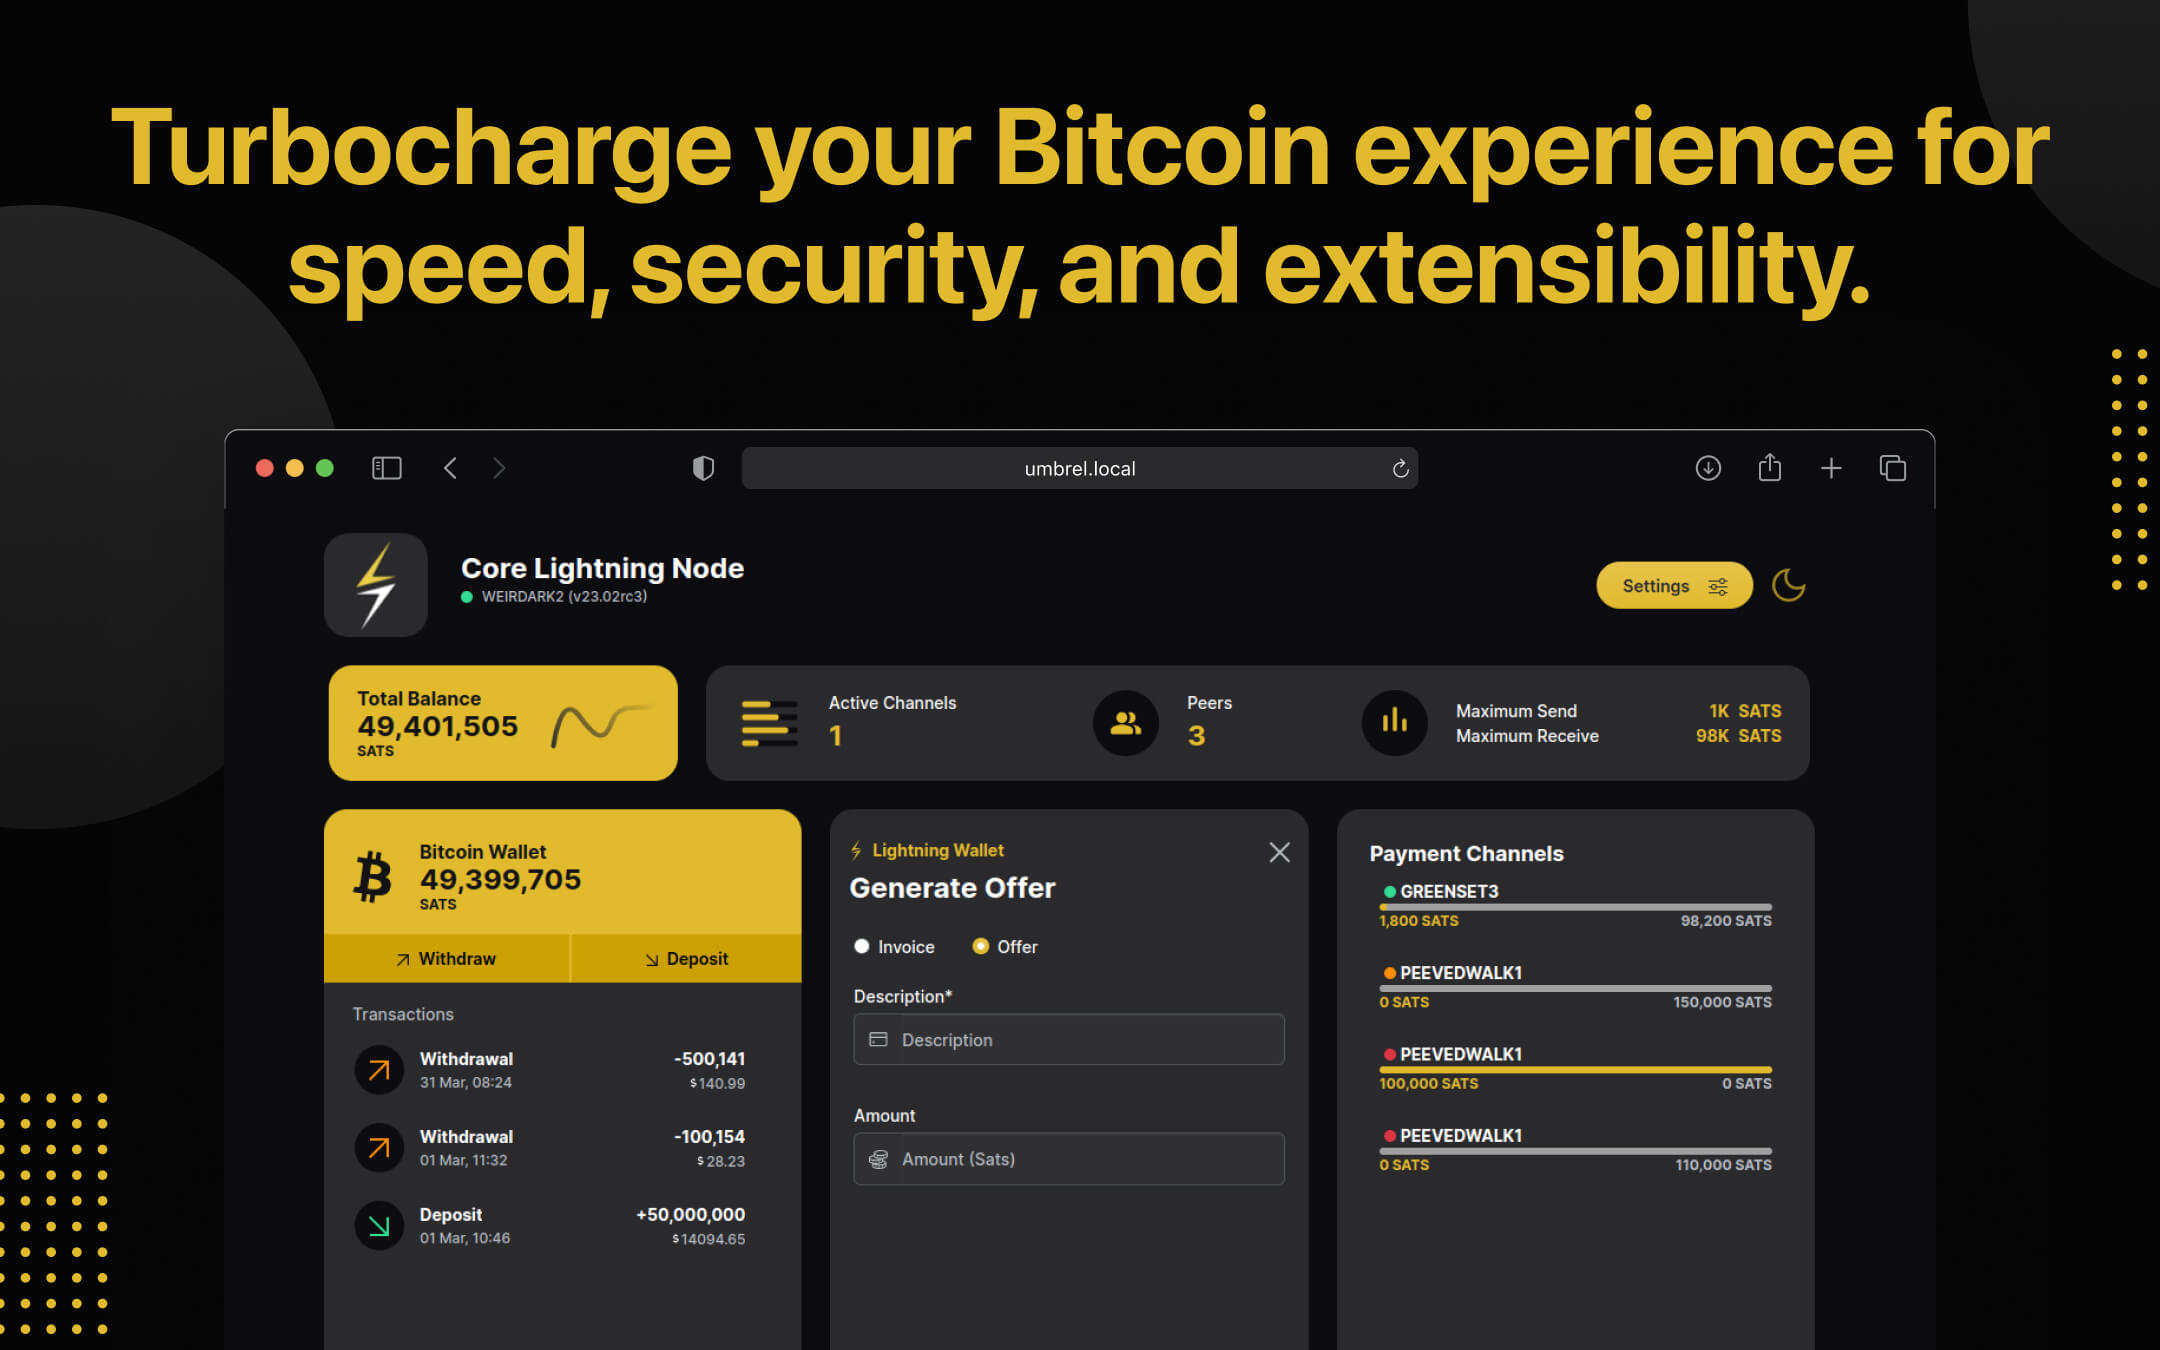 Turbocharge your Bitcoin experience for
speed, security, and extensibility.
umbrel.local
Core Lightning Node
WEIRDARK2 (v23.02rc3)
Settings
Total Balance
49,401,505
SATS
Active Channels
1
Peers
3
Maximum Send 1K SATS
Maximum Receive 98K SATS
Bitcoin Wallet
49,399,705
SATS
Withdraw Deposit
Transactions
Withdrawal -500,141
31 Mar, 08:24 $140.99
Withdrawal -100,154
01 Mar, 11:32 $28.23
Deposit +50,000,000
01 Mar, 10:46 $14094.65
Lightning Wallet
Generate Offer
Invoice Offer
Description*
Description
Amount
Amount (Sats)
Payment Channels
GREENSET3
1,800 SATS 98,200 SATS
PEEVEDWALK1
0 SATS 150,000 SATS
PEEVEDWALK1
100,000 SATS 0 SATS
PEEVEDWALK1
0 SATS 110,000 SATS